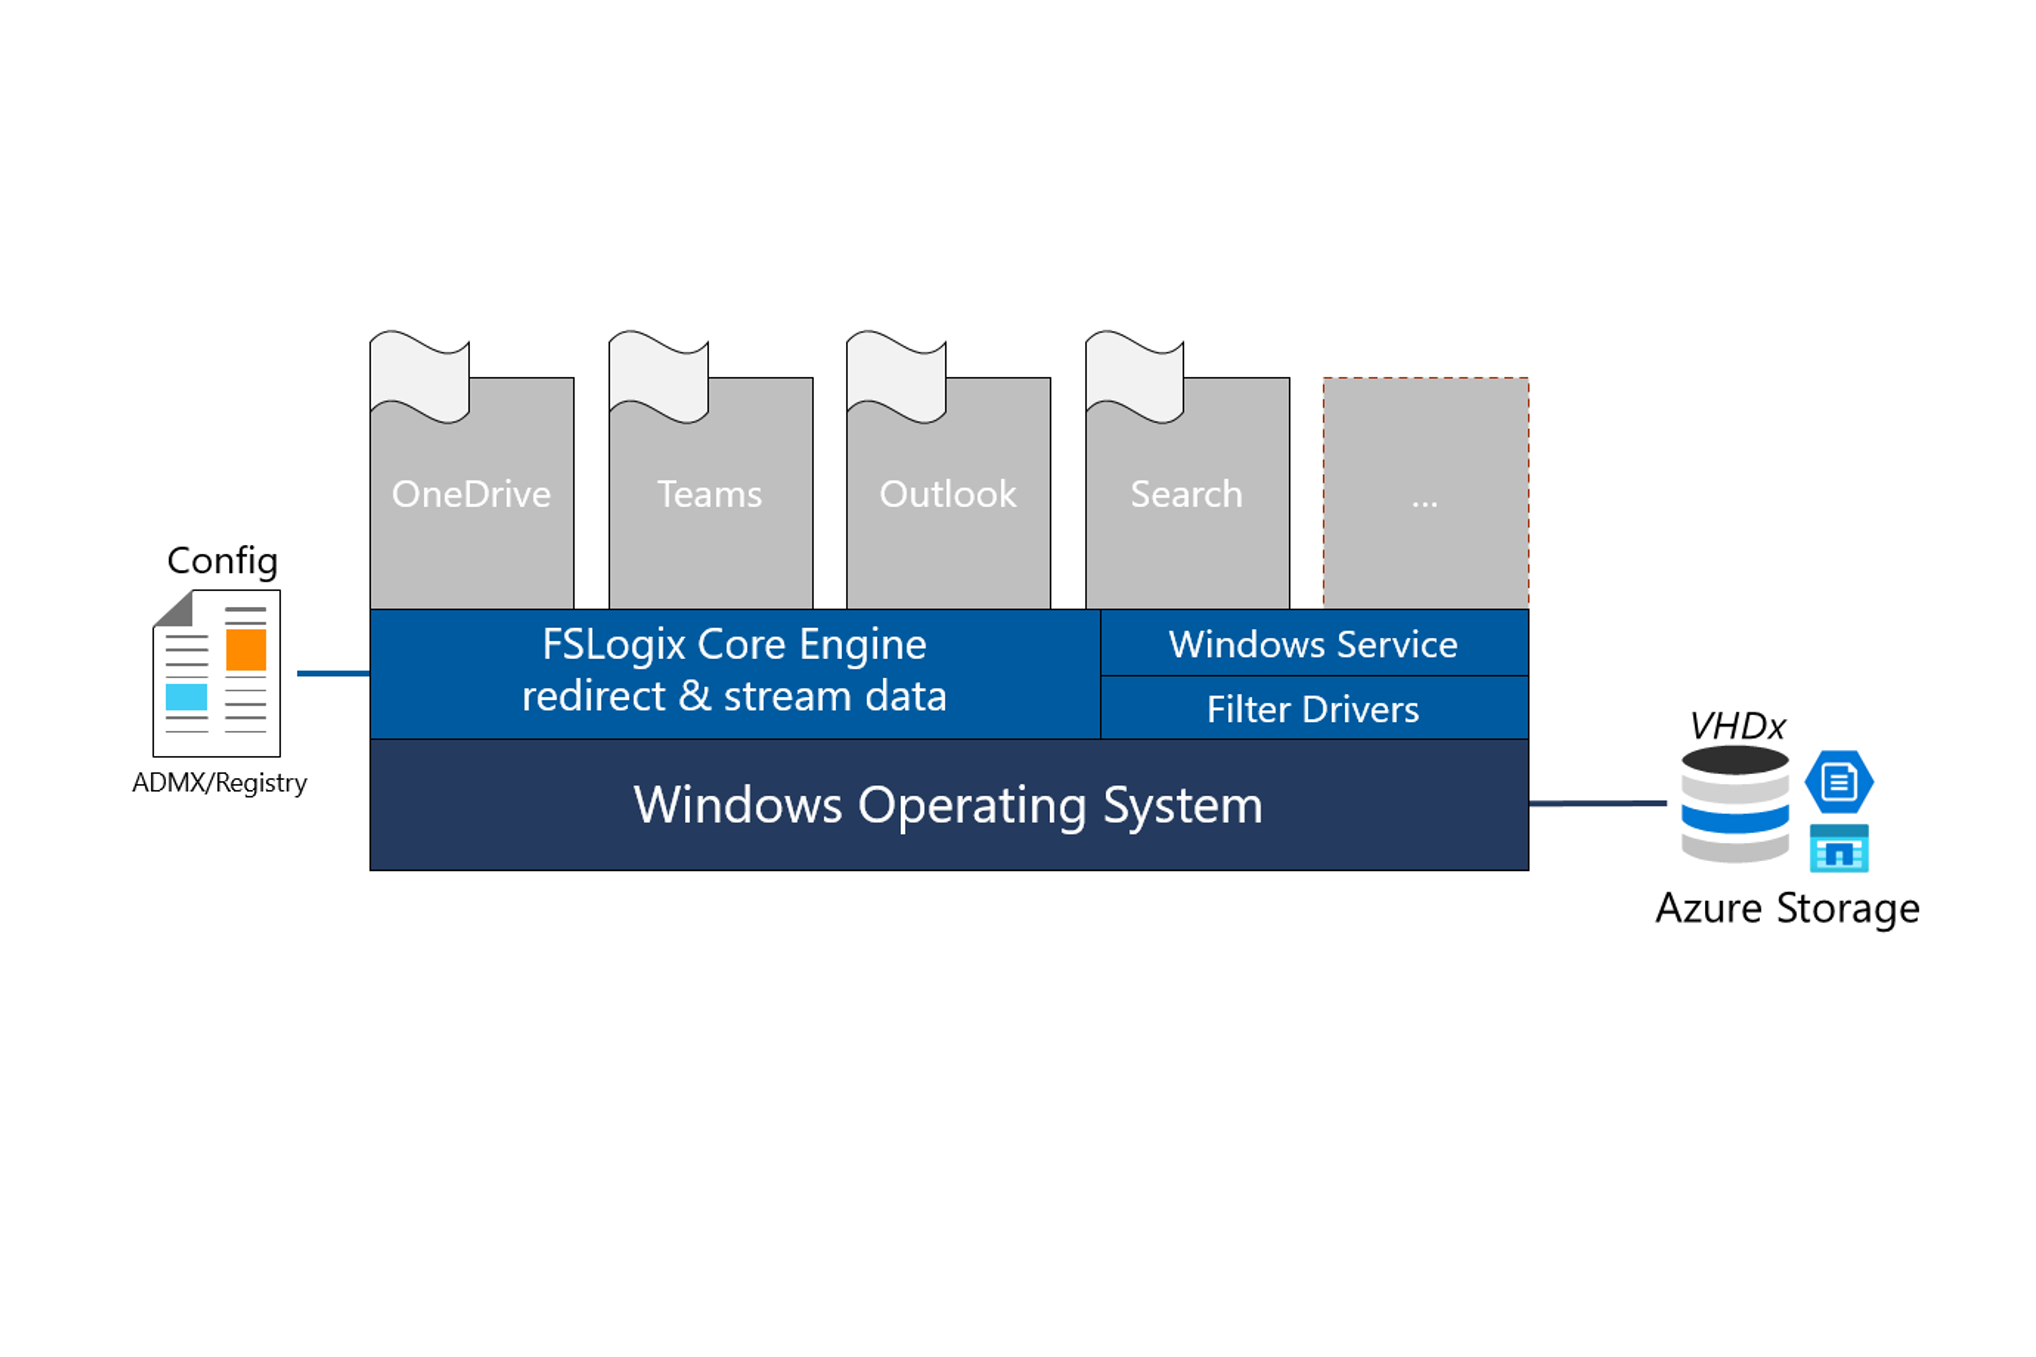 OneDrive
Teams
Outlook
Search
...
Config
ADMX/Registry
FSLogix Core Engine
redirect & stream data
Windows Service
Filter Drivers
Windows Operating System
VHDx
Azure Storage